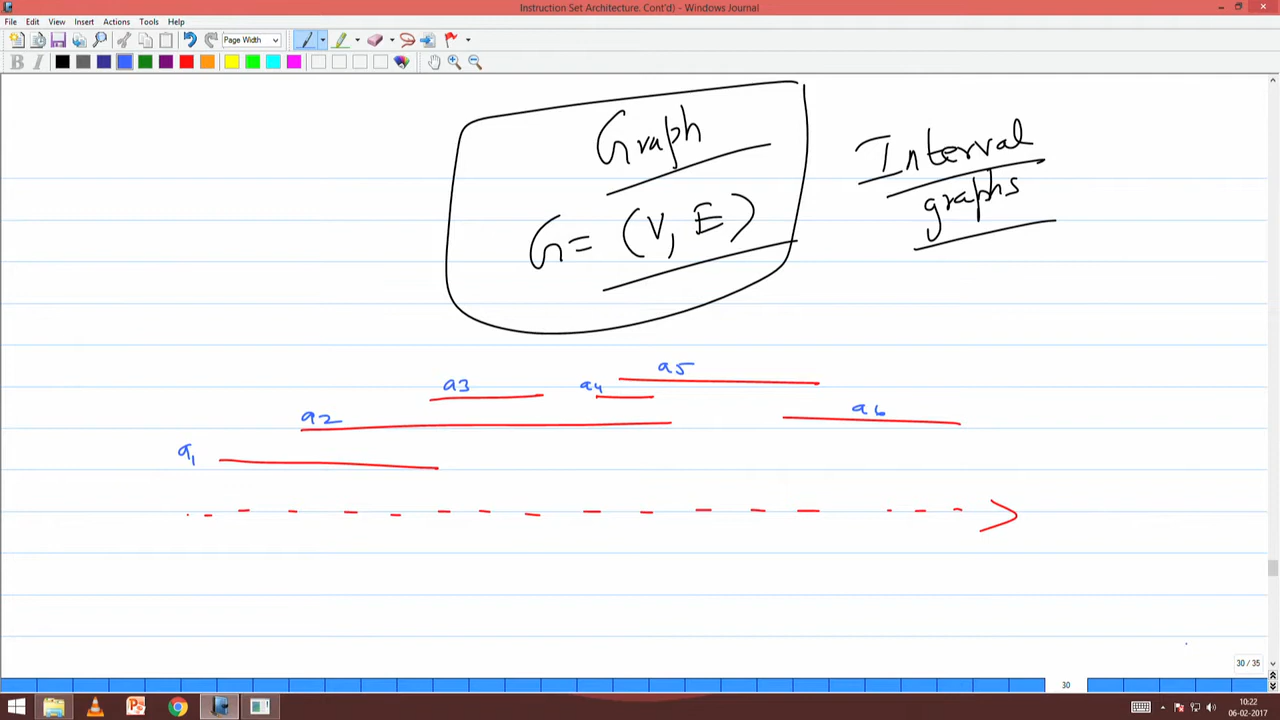 Instruction Set Architecture. Cont'd) - Windows Journal
File Edit View Insert Actions Tools Help
Page Width
B I
Graph
G = (V, E)
Interval
graphs
a5
a3
a4
a2
a6
a1
30 / 35
30
10:22
06-02-2017